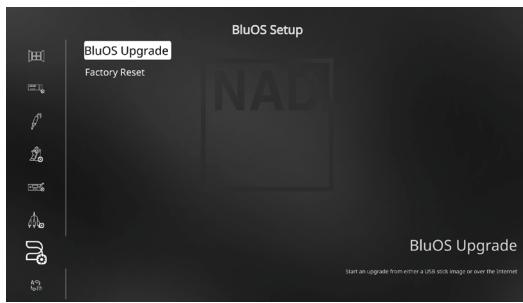 BluOS Setup
BluOS Upgrade
Factory Reset
NAD
BluOS Upgrade
Start an upgrade from either a USB stick image or over the Internet